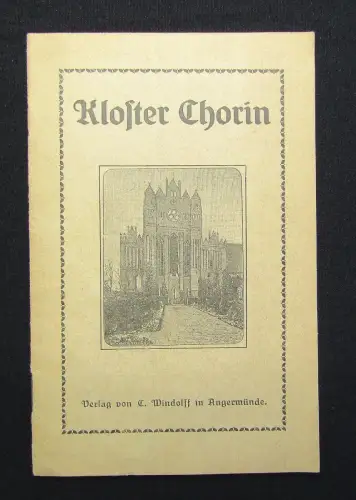 Kloſter Chorin
Verlag von C. Windolff in Angermünde.